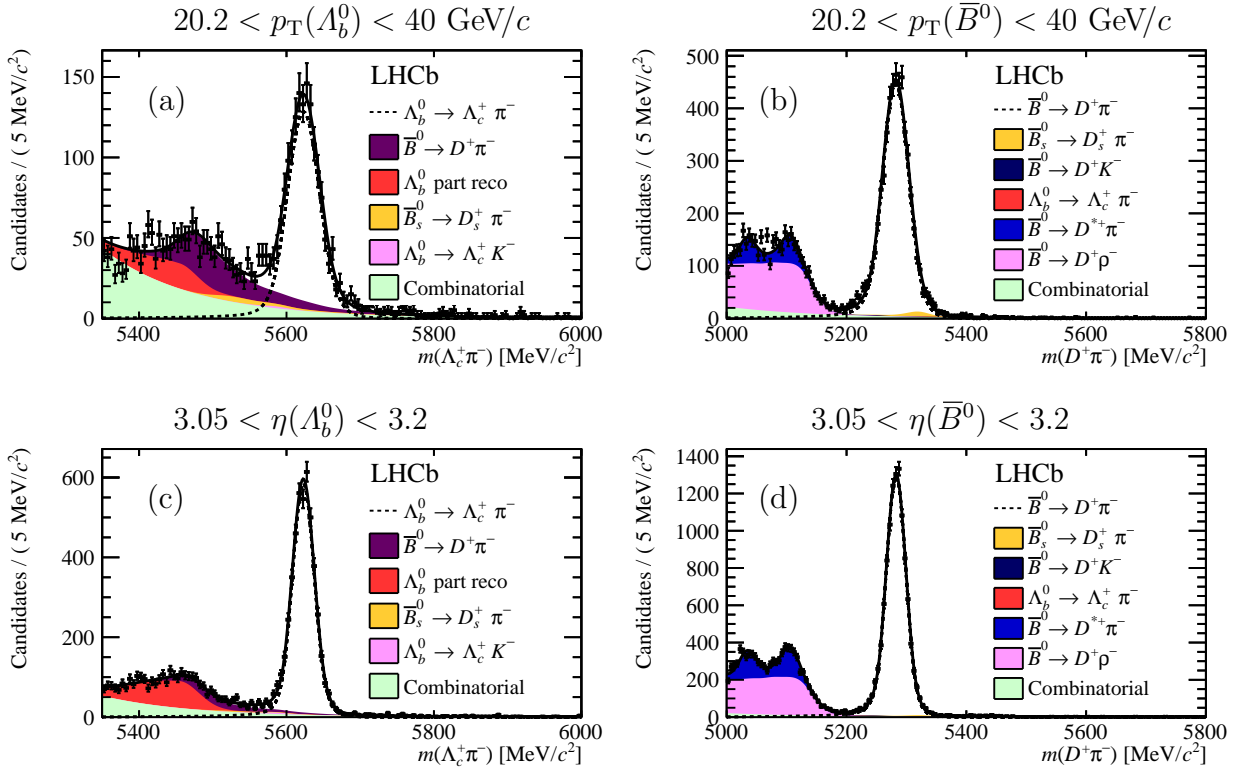 20.2 < p_T(Λ_b^0) < 40 GeV/c
Candidates / ( 5 MeV/c²)
150
100
50
0
(a)
LHCb
Λ_b^0 → Λ_c^+ π^-
B̅^0 → D^+π^-
Λ_b^0 part reco
B̅_s^0 → D_s^+ π^-
Λ_b^0 → Λ_c^+ K^-
Combinatorial
5400 5600 5800 6000
m(Λ_c^+π^-) [MeV/c²]
20.2 < p_T(B̅^0) < 40 GeV/c
Candidates / ( 5 MeV/c²)
500
400
300
200
100
0
(b)
LHCb
B̅^0 → D^+π^-
B̅_s^0 → D_s^+ π^-
B̅^0 → D^+K^-
Λ_b^0 → Λ_c^+ π^-
B̅^0 → D^{*+}π^-
B̅^0 → D^+ρ^-
Combinatorial
5000 5200 5400 5600 5800
m(D^+π^-) [MeV/c²]
3.05 < η(Λ_b^0) < 3.2
Candidates / ( 5 MeV/c²)
600
400
200
0
(c)
LHCb
Λ_b^0 → Λ_c^+ π^-
B̅^0 → D^+π^-
Λ_b^0 part reco
B̅_s^0 → D_s^+ π^-
Λ_b^0 → Λ_c^+ K^-
Combinatorial
5400 5600 5800 6000
m(Λ_c^+π^-) [MeV/c²]
3.05 < η(B̅^0) < 3.2
Candidates / ( 5 MeV/c²)
1400
1200
1000
800
600
400
200
0
(d)
LHCb
B̅^0 → D^+π^-
B̅_s^0 → D_s^+ π^-
B̅^0 → D^+K^-
Λ_b^0 → Λ_c^+ π^-
B̅^0 → D^{*+}π^-
B̅^0 → D^+ρ^-
Combinatorial
5000 5200 5400 5600 5800
m(D^+π^-) [MeV/c²]